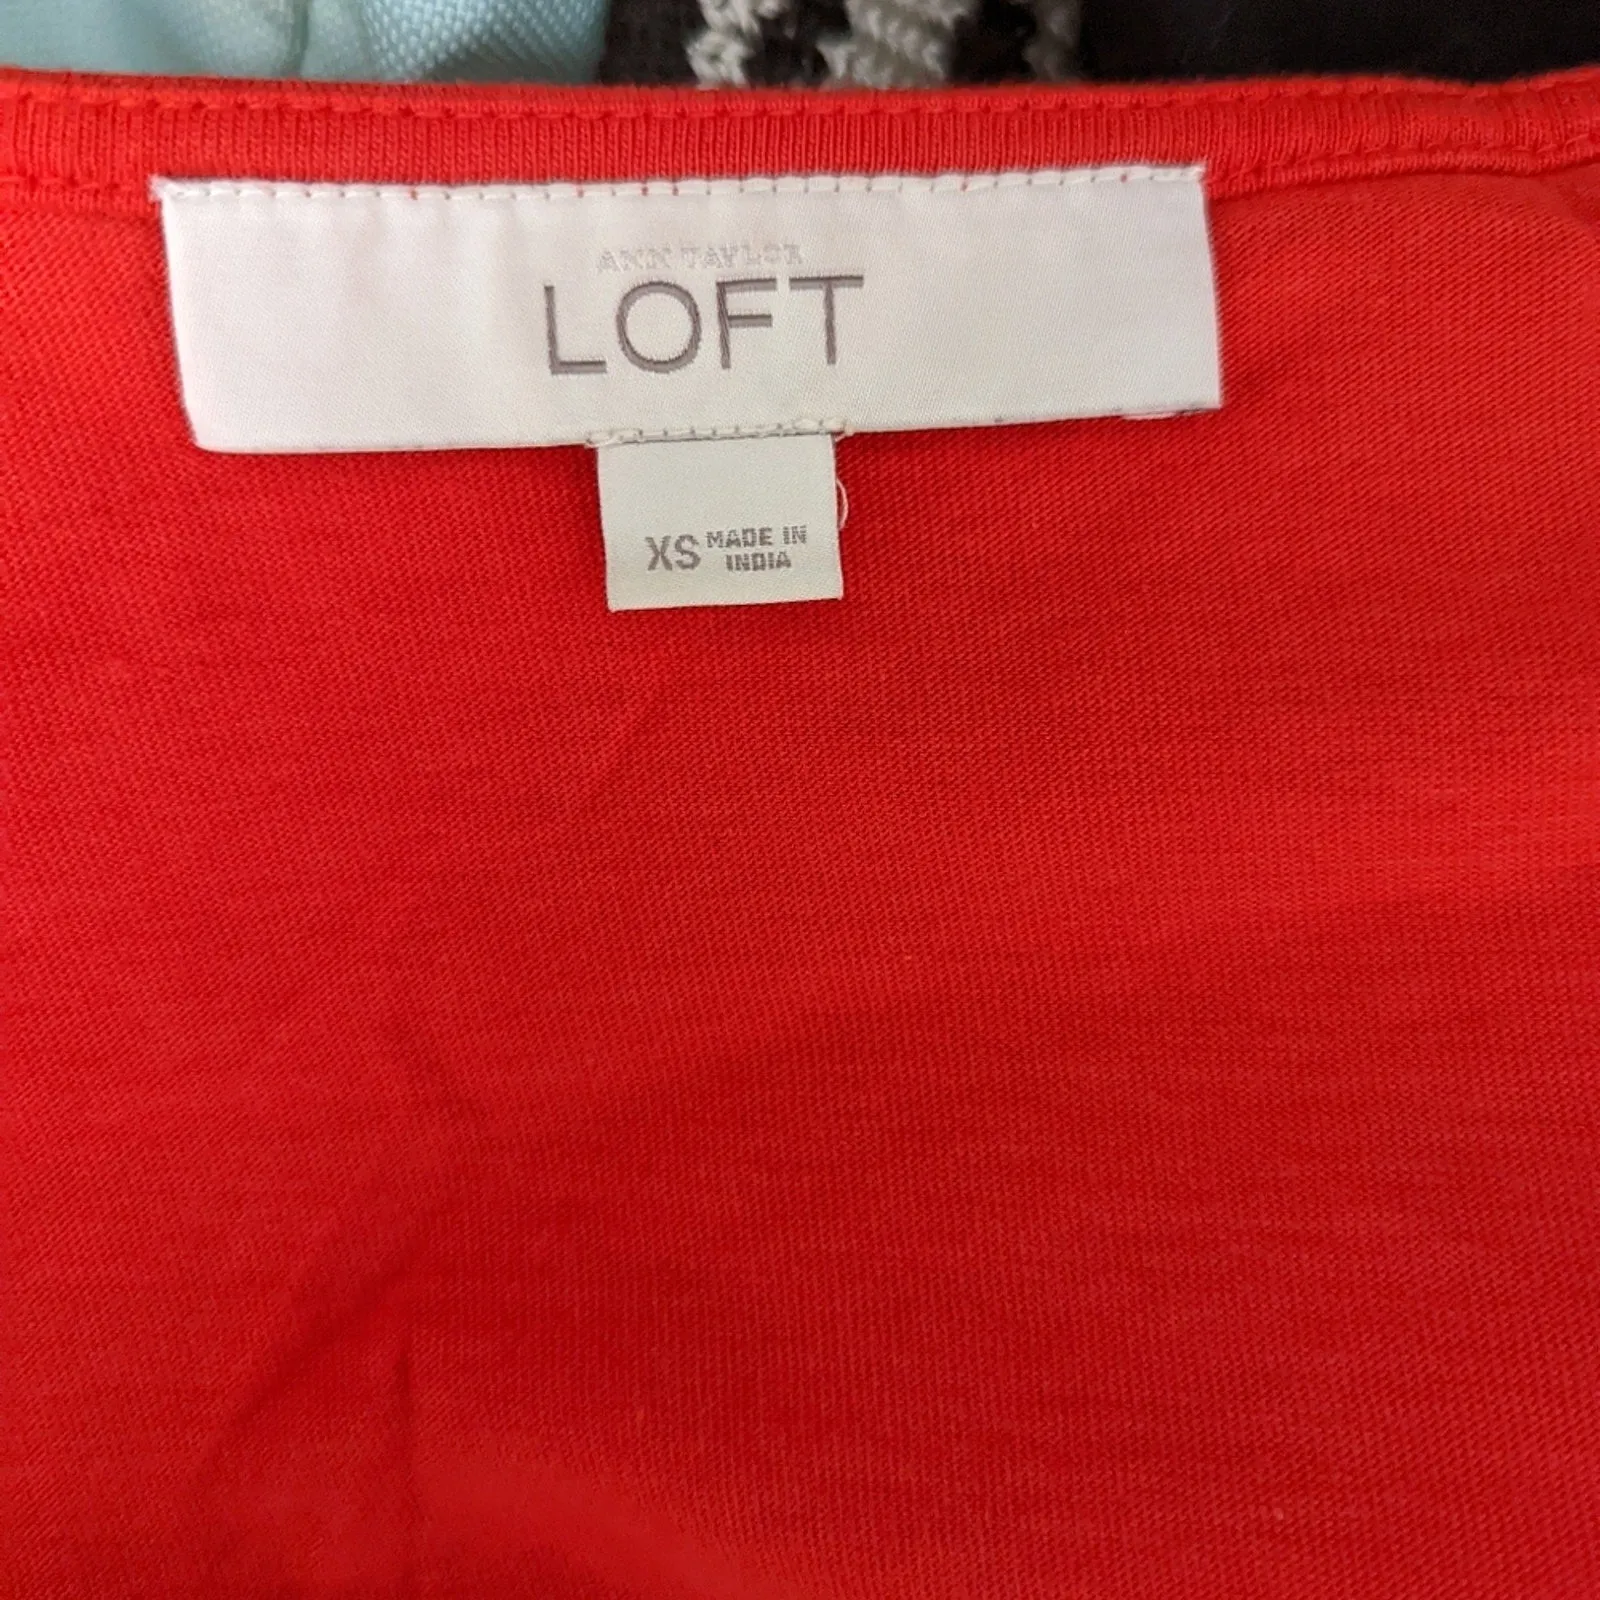 ANN TAYLOR
LOFT
XS MADE IN
INDIA